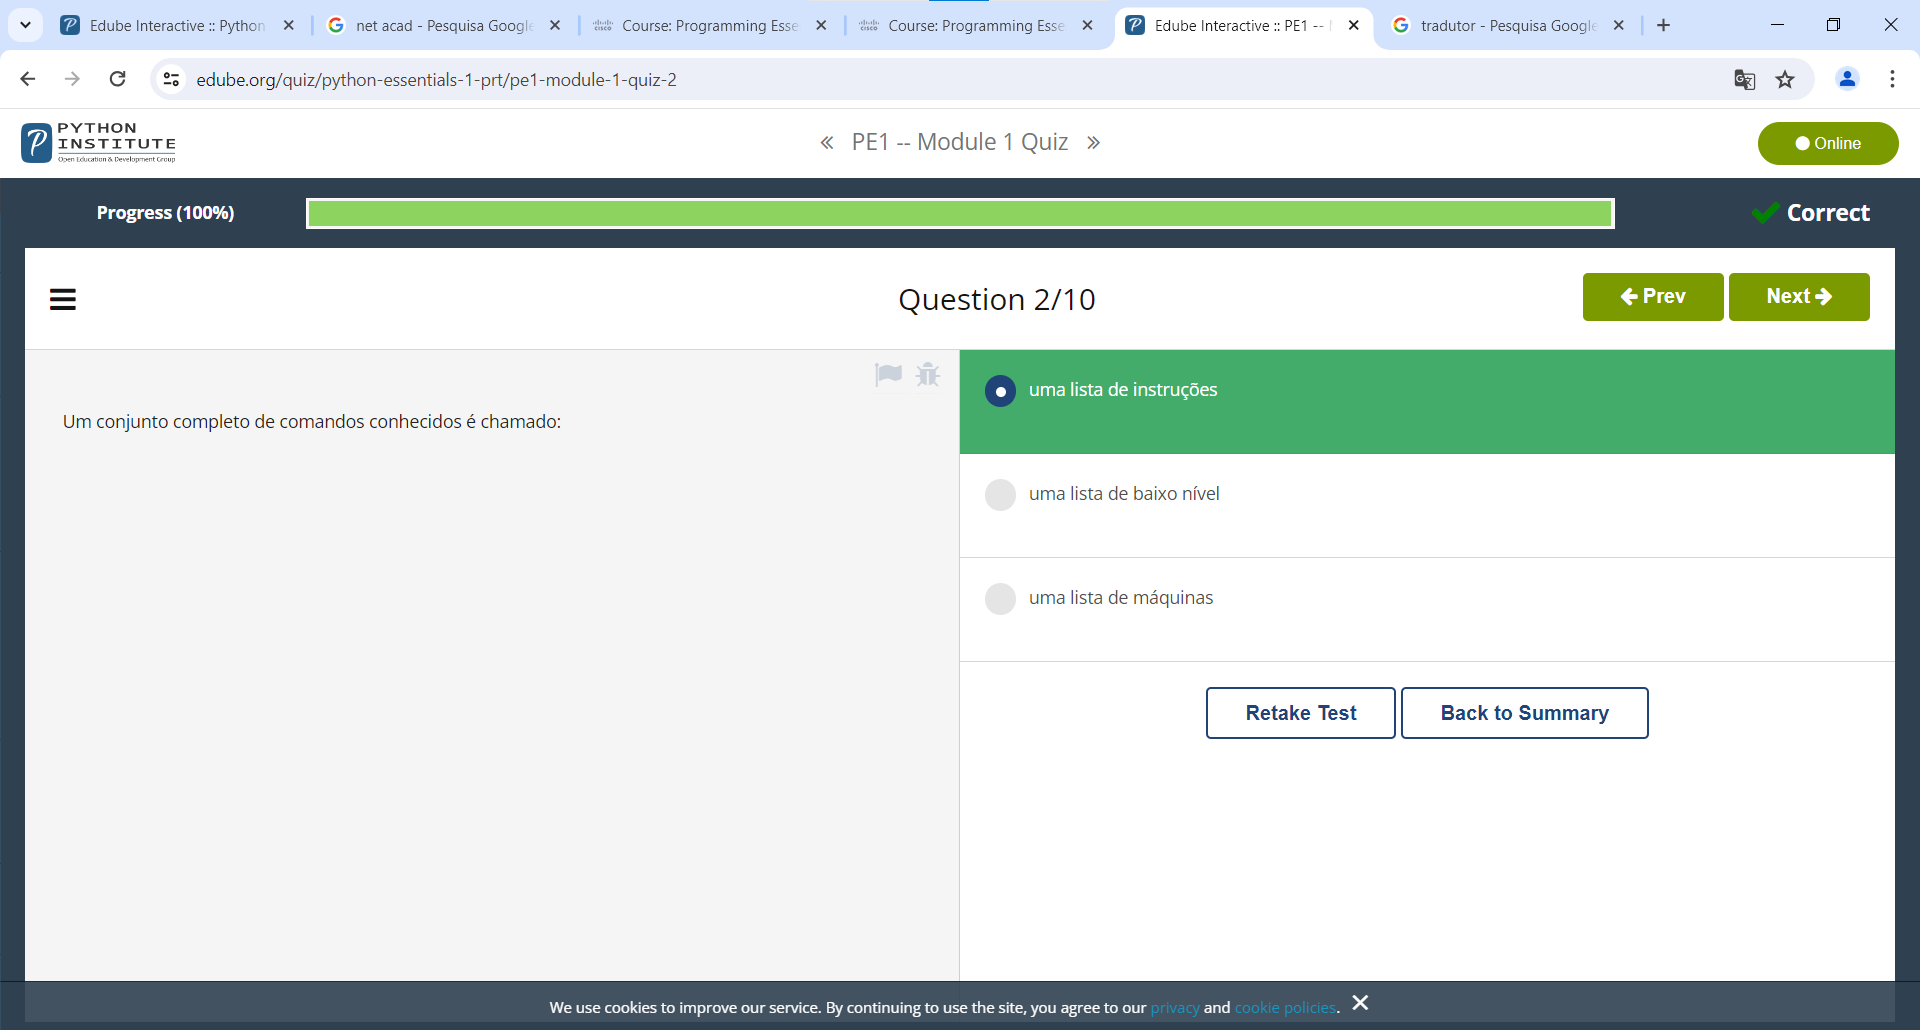 Edube Interactive :: Python
net acad - Pesquisa Google
Course: Programming Esse
Course: Programming Esse
Edube Interactive :: PE1 --
tradutor - Pesquisa Google
edube.org/quiz/python-essentials-1-prt/pe1-module-1-quiz-2
PYTHON
INSTITUTE
Open Education & Development Group
« PE1 -- Module 1 Quiz »
Online
Progress (100%)
Correct
Question 2/10
Prev
Next
Um conjunto completo de comandos conhecidos é chamado:
uma lista de instruções
uma lista de baixo nível
uma lista de máquinas
Retake Test
Back to Summary
We use cookies to improve our service. By continuing to use the site, you agree to our privacy and cookie policies.